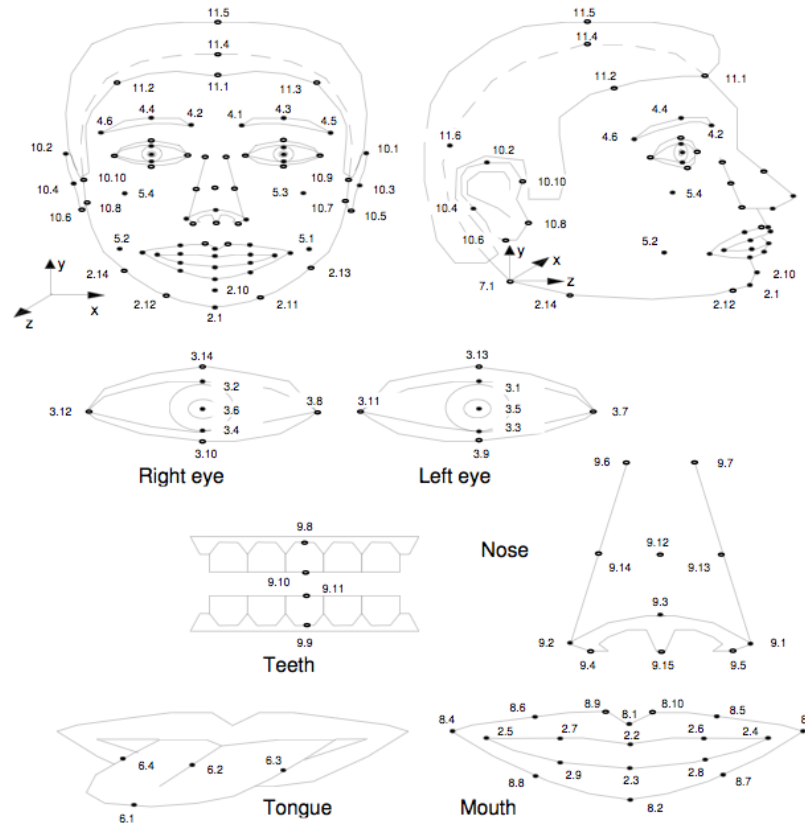 11.5 11.5
11.4 11.4
11.2 11.1 11.3 11.2 11.1
4.4 4.3 4.4
4.6 4.2 4.1 4.5 4.6 4.2
10.2 10.1 11.6 10.2
10.10 10.9 10.10
10.4 5.4 5.3 10.3 10.4 5.4
10.6 10.8 10.7 10.5 10.6 10.8
5.2 5.1 5.2
y 2.14 2.13 y x 2.10
z x 2.12 2.10 2.11 7.1 z 2.14 2.12 2.1
2.1
3.14 3.13
3.2 3.1
3.12 3.6 3.8 3.11 3.5 3.7
3.4 3.3
3.10 3.9
Right eye Left eye
9.6 9.7
9.8 Nose 9.12
9.10 9.11 9.14 9.13
9.3
9.9 9.2 9.1
Teeth 9.4 9.15 9.5
8.6 8.9 8.1 8.10 8.5
8.4 2.5 2.7 2.2 2.6 2.4
6.4 6.2 6.3 2.9 2.3 2.8
8.8 8.7
6.1 Tongue Mouth 8.2